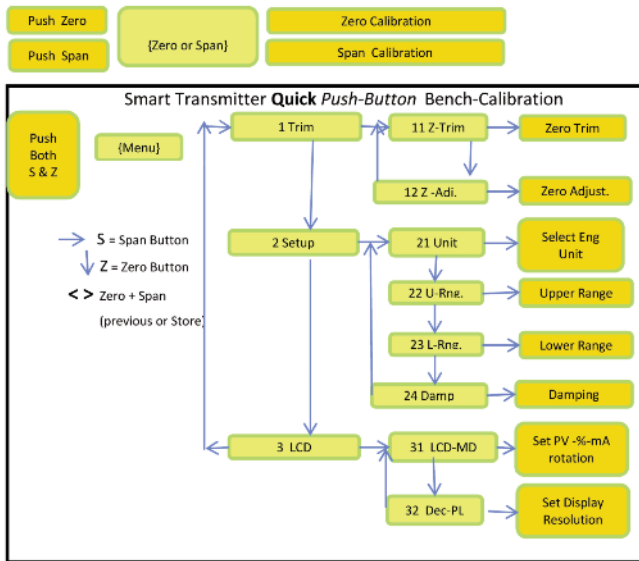 Push Zero
Zero Calibration
{Zero or Span}
Push Span
Span Calibration
Smart Transmitter Quick Push-Button Bench-Calibration
Push
Both
S & Z
{Menu}
1 Trim
11 Z-Trim
Zero Trim
12 Z -Adi.
Zero Adjust.
S = Span Button
Z = Zero Button
< > Zero + Span
(previous or Store)
2 Setup
21 Unit
Select Eng
Unit
22 U-Rng.
Upper Range
23 L-Rng.
Lower Range
24 Damp
Damping
3 LCD
31 LCD-MD
Set PV -%-mA
rotation
32 Dec-PL
Set Display
Resolution